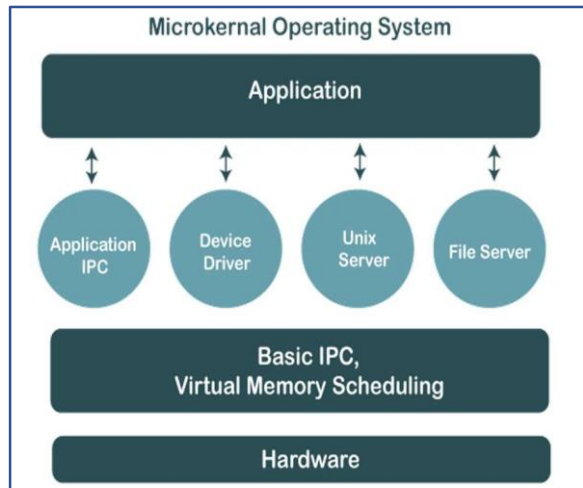 Microkernal Operating System
Application
Application
IPC
Device
Driver
Unix
Server
File Server
Basic IPC,
Virtual Memory Scheduling
Hardware